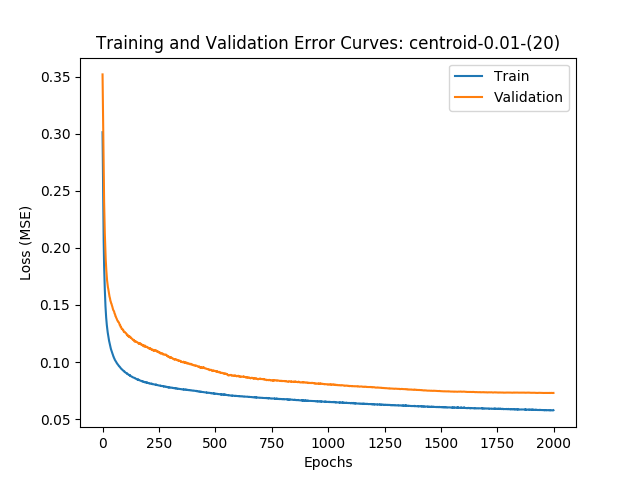 Training and Validation Error Curves: centroid-0.01-(20)
Train
Validation
0.35
0.30
0.25
0.20
0.15
0.10
0.05
Loss (MSE)
0 250 500 750 1000 1250 1500 1750 2000
Epochs